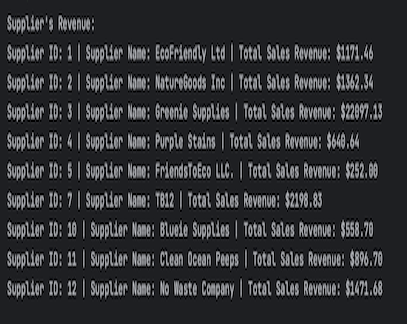 Supplier's Revenue:
Supplier ID: 1 | Supplier Name: EcoFriendly Ltd | Total Sales Revenue: $1171.46
Supplier ID: 2 | Supplier Name: NatureGoods Inc | Total Sales Revenue: $1362.34
Supplier ID: 3 | Supplier Name: Greenie Supplies | Total Sales Revenue: $22097.13
Supplier ID: 4 | Supplier Name: Purple Stains | Total Sales Revenue: $640.64
Supplier ID: 5 | Supplier Name: FriendsToEco LLC. | Total Sales Revenue: $252.00
Supplier ID: 7 | Supplier Name: TB12 | Total Sales Revenue: $2198.83
Supplier ID: 10 | Supplier Name: Blueie Supplies | Total Sales Revenue: $558.70
Supplier ID: 11 | Supplier Name: Clean Ocean Peeps | Total Sales Revenue: $896.70
Supplier ID: 12 | Supplier Name: No Waste Company | Total Sales Revenue: $1471.68